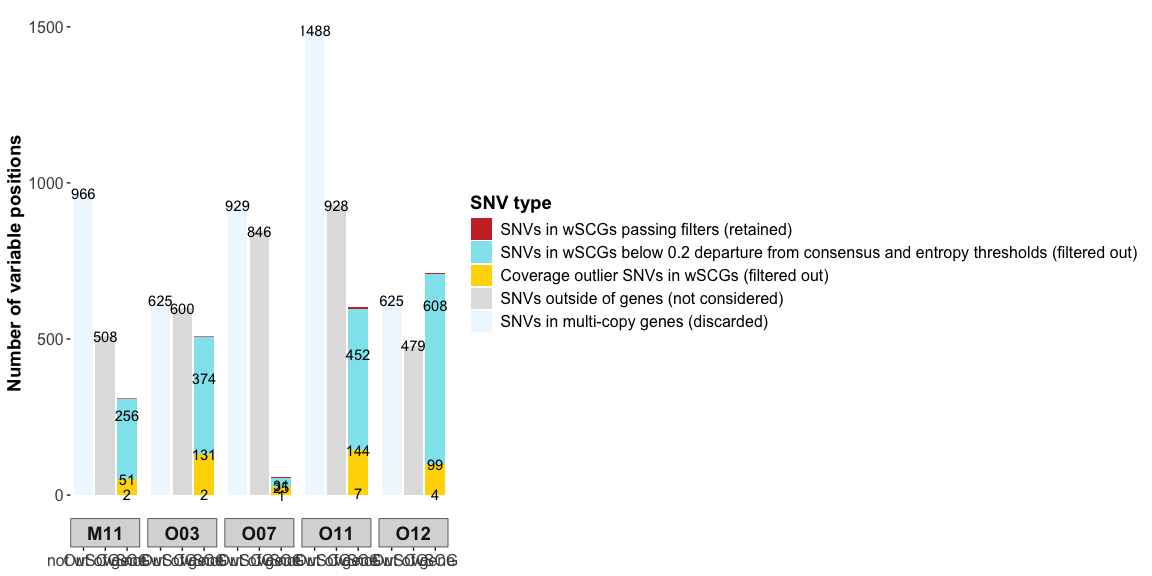 Number of variable positions
1500
1000
500
0
966
508
256
51
2
625
600
374
131
2
929
846
25
1
1488
928
452
144
7
625
479
608
99
4
M11
O03
O07
O11
O12
SNV type
SNVs in wSCGs passing filters (retained)
SNVs in wSCGs below 0.2 departure from consensus and entropy thresholds (filtered out)
Coverage outlier SNVs in wSCGs (filtered out)
SNVs outside of genes (not considered)
SNVs in multi-copy genes (discarded)